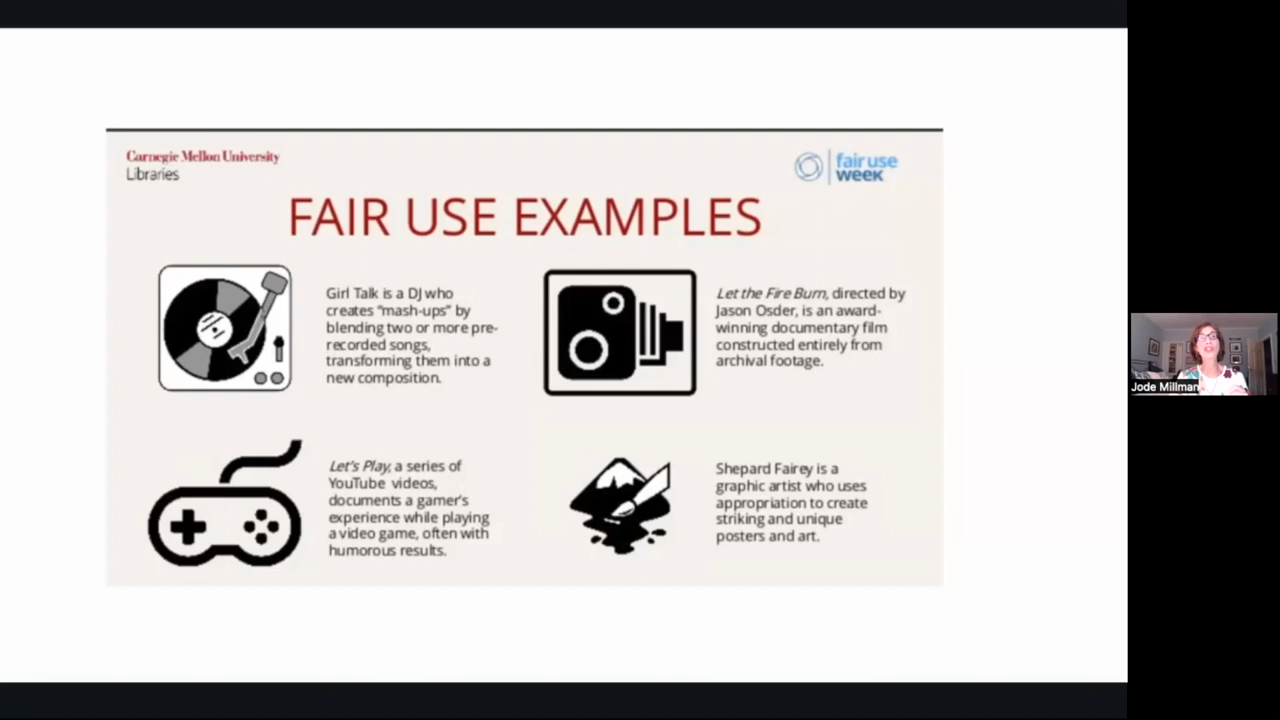 Carnegie Mellon University
Libraries
fair use
week
FAIR USE EXAMPLES
Girl Talk is a DJ who
creates "mash-ups" by
blending two or more pre-
recorded songs,
transforming them into a
new composition.
Let the Fire Burn, directed by
Jason Osder, is an award-
winning documentary film
constructed entirely from
archival footage.
Let's Play, a series of
YouTube videos,
documents a gamer's
experience while playing
a video game, often with
humorous results.
Shepard Fairey is a
graphic artist who uses
appropriation to create
striking and unique
posters and art.
Jode Millman